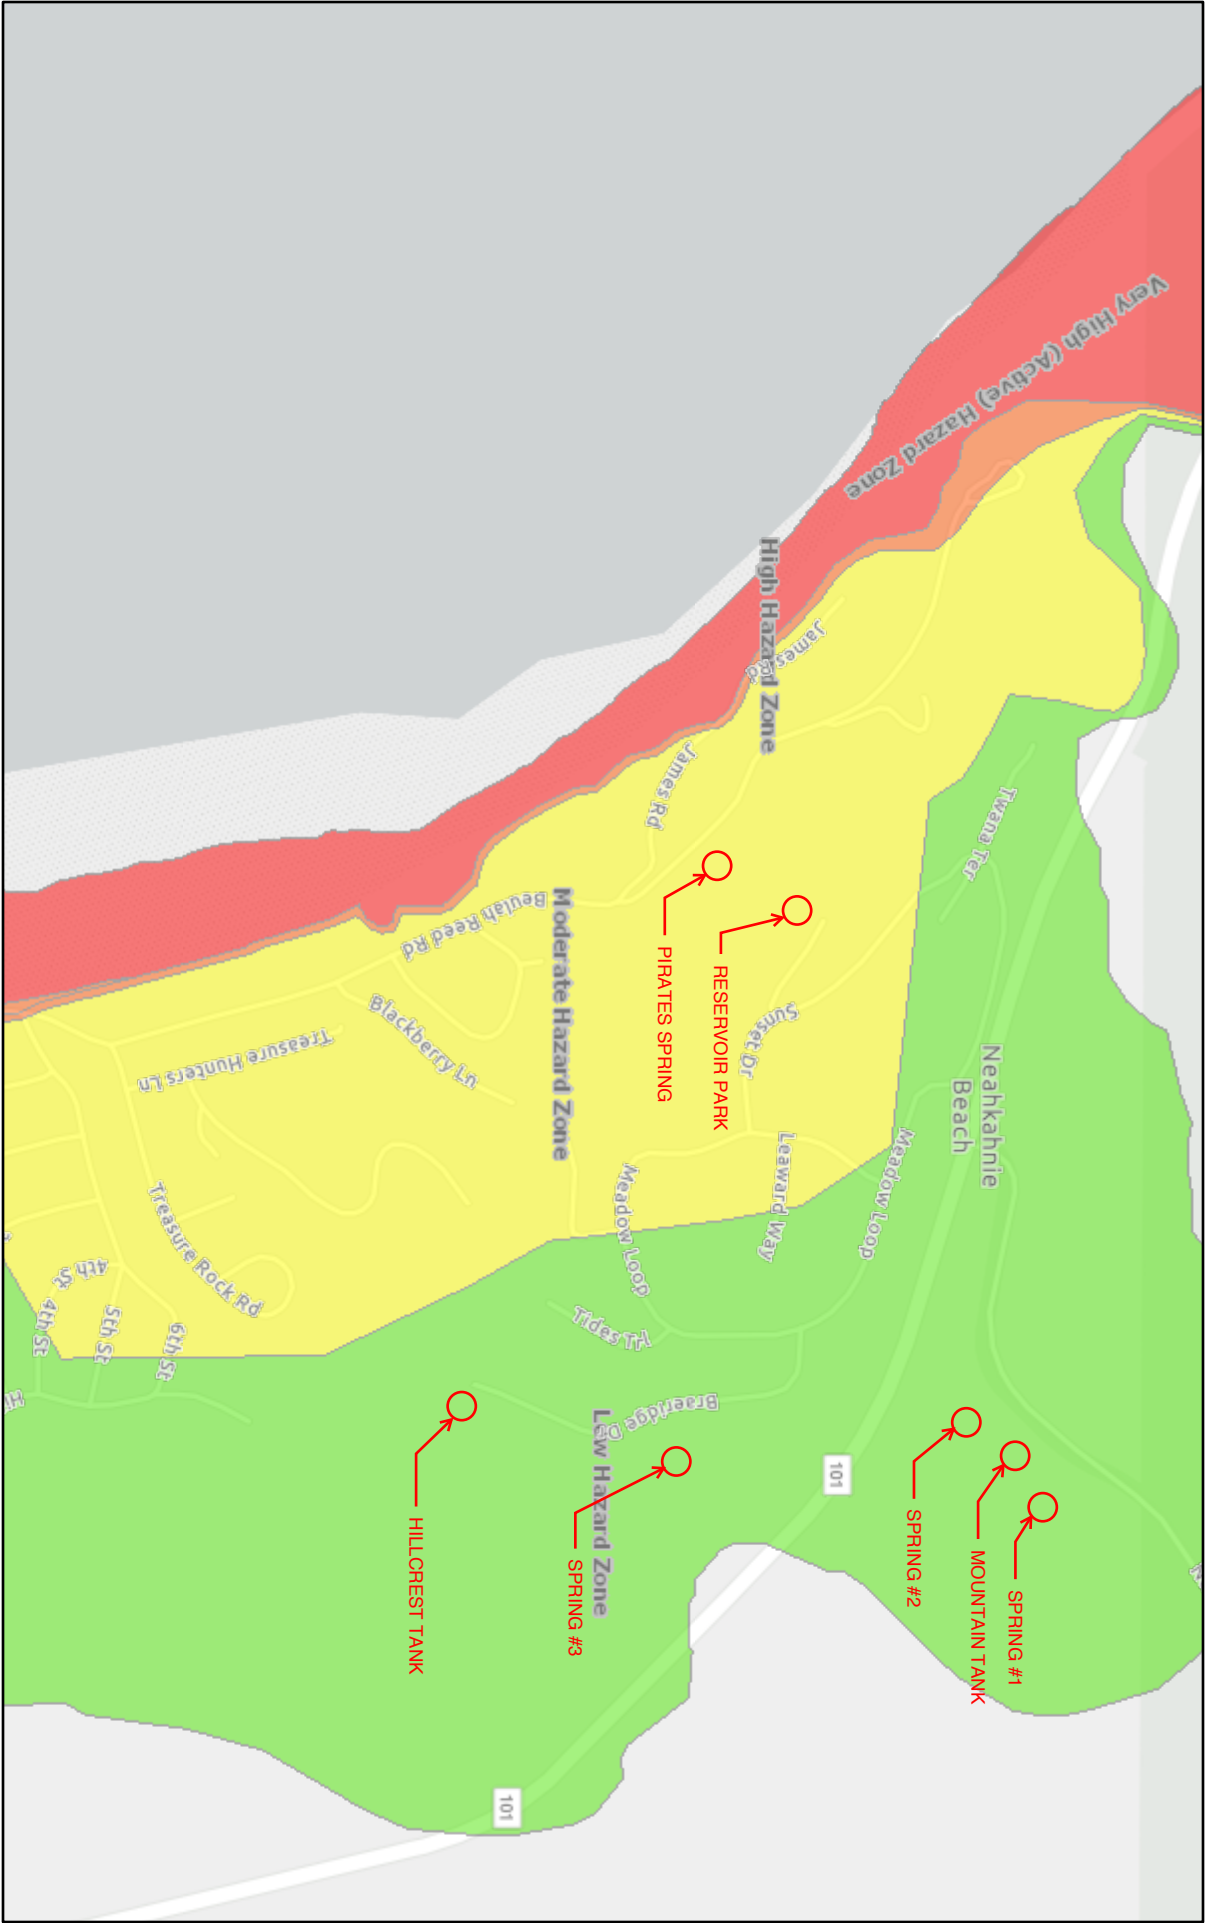 Very High (Active) Hazard Zone
High Hazard Zone
James Rd
James Rd
Twana Ter
PIRATES SPRING
RESERVOIR PARK
Beulah Reed Rd
Moderate Hazard Zone
Blackberry Ln
Treasure Hunters Ln
Sunset Dr
Neahkahnie
Beach
Leaward Way
Meadow Loop
Meadow Loop
Treasure Rock Rd
4th St
4th St
5th St
6th St
Tides Trl
Braeridge Dr
Low Hazard Zone
101
SPRING #1
MOUNTAIN TANK
SPRING #2
SPRING #3
HILLCREST TANK
101